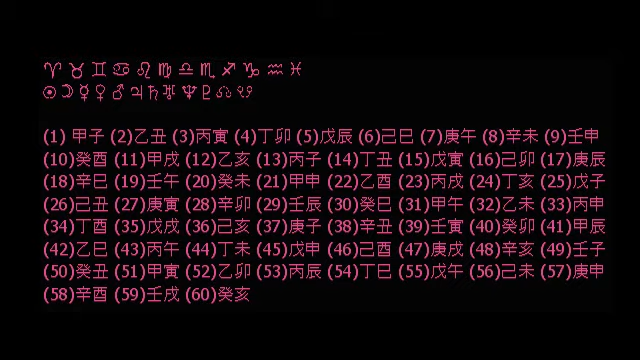 ♈ ♉ ♊ ♋ ♌ ♍ ♎ ♏ ♐ ♑ ♒ ♓
☉ ☽ ☿ ♀ ♂ ♃ ♄ ♅ ♆ ♇ ☊ ☋
(1) 甲子 (2)乙丑 (3)丙寅 (4)丁卯 (5)戊辰 (6)己巳 (7)庚午 (8)辛未 (9)壬申
(10)癸酉 (11)甲戌 (12)乙亥 (13)丙子 (14)丁丑 (15)戊寅 (16)己卯 (17)庚辰
(18)辛巳 (19)壬午 (20)癸未 (21)甲申 (22)乙酉 (23)丙戌 (24)丁亥 (25)戊子
(26)己丑 (27)庚寅 (28)辛卯 (29)壬辰 (30)癸巳 (31)甲午 (32)乙未 (33)丙申
(34)丁酉 (35)戊戌 (36)己亥 (37)庚子 (38)辛丑 (39)壬寅 (40)癸卯 (41)甲辰
(42)乙巳 (43)丙午 (44)丁未 (45)戊申 (46)己酉 (47)庚戌 (48)辛亥 (49)壬子
(50)癸丑 (51)甲寅 (52)乙卯 (53)丙辰 (54)丁巳 (55)戊午 (56)己未 (57)庚申
(58)辛酉 (59)壬戌 (60)癸亥